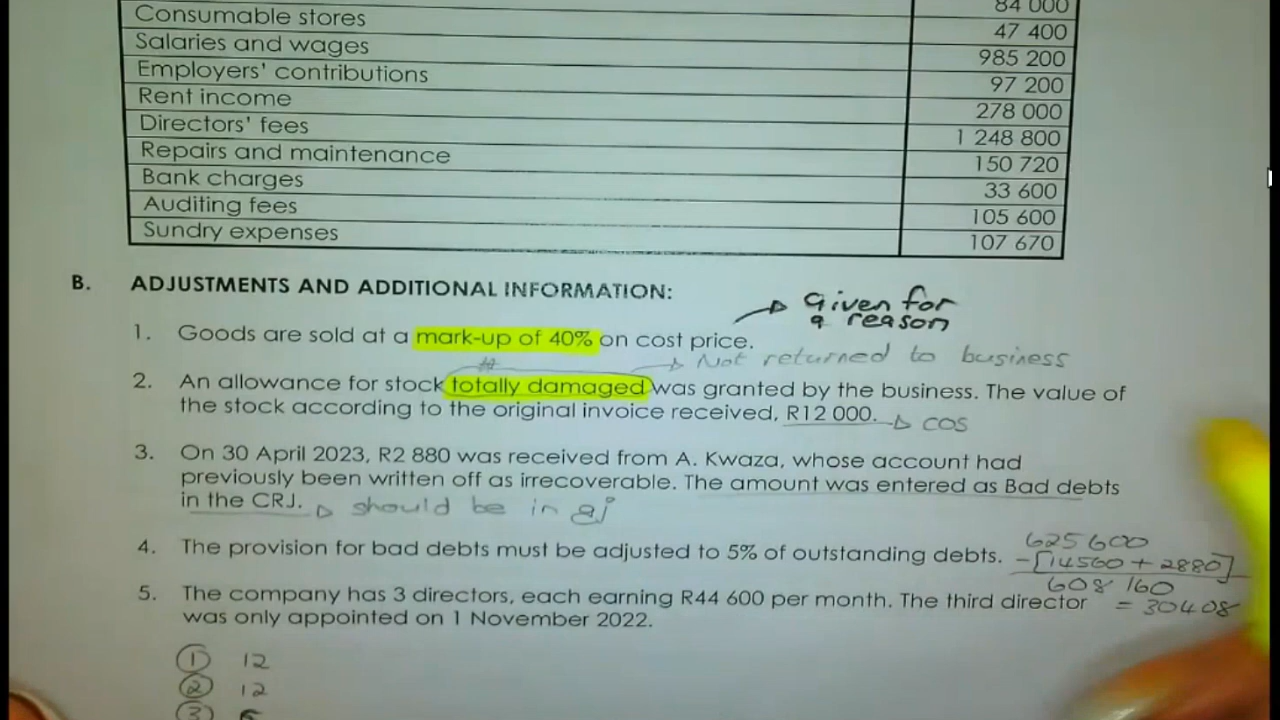 84 000
Consumable stores 47 400
Salaries and wages 985 200
Employers' contributions 97 200
Rent income 278 000
Directors' fees 1 248 800
Repairs and maintenance 150 720
Bank charges 33 600
Auditing fees 105 600
Sundry expenses 107 670
B. ADJUSTMENTS AND ADDITIONAL INFORMATION:
Given for
a reason
1. Goods are sold at a mark-up of 40% on cost price.
Not returned to business
2. An allowance for stock totally damaged was granted by the business. The value of
the stock according to the original invoice received, R12 000. COS
3. On 30 April 2023, R2 880 was received from A. Kwaza, whose account had
previously been written off as irrecoverable. The amount was entered as Bad debts
in the CRJ. should be in gj
625 600
4. The provision for bad debts must be adjusted to 5% of outstanding debts. -[14560 + 2880]
608 160
5. The company has 3 directors, each earning R44 600 per month. The third director = 30408
was only appointed on 1 November 2022.
1 12
2 12
3